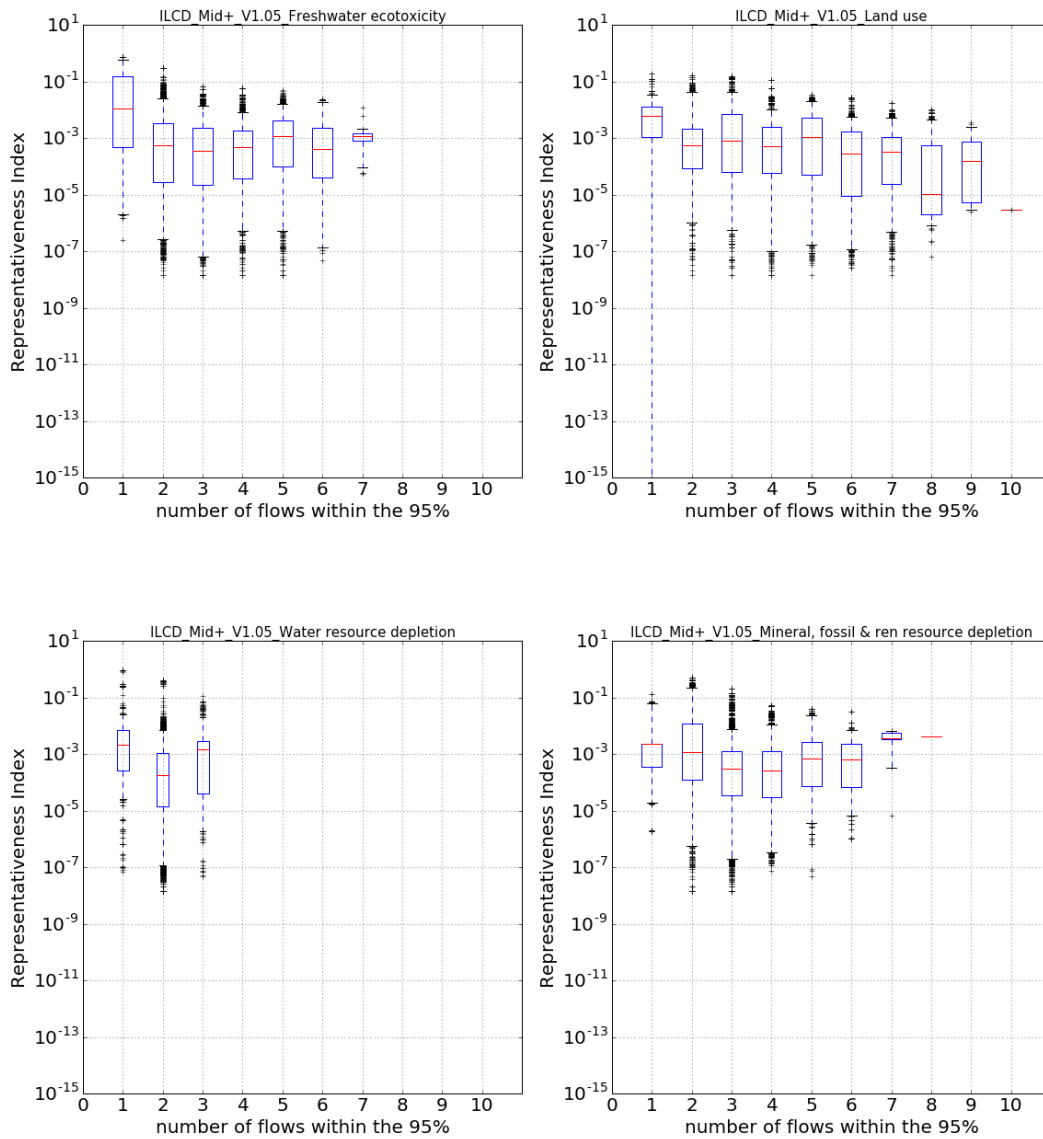 ILCD_Mid+_V1.05_Freshwater ecotoxicity
Representativeness Index
10^1
10^-1
10^-3
10^-5
10^-7
10^-9
10^-11
10^-13
10^-15
0 1 2 3 4 5 6 7 8 9 10
number of flows within the 95%
ILCD_Mid+_V1.05_Land use
Representativeness Index
10^1
10^-1
10^-3
10^-5
10^-7
10^-9
10^-11
10^-13
10^-15
0 1 2 3 4 5 6 7 8 9 10
number of flows within the 95%
ILCD_Mid+_V1.05_Water resource depletion
Representativeness Index
10^1
10^-1
10^-3
10^-5
10^-7
10^-9
10^-11
10^-13
10^-15
0 1 2 3 4 5 6 7 8 9 10
number of flows within the 95%
ILCD_Mid+_V1.05_Mineral, fossil & ren resource depletion
Representativeness Index
10^1
10^-1
10^-3
10^-5
10^-7
10^-9
10^-11
10^-13
10^-15
0 1 2 3 4 5 6 7 8 9 10
number of flows within the 95%